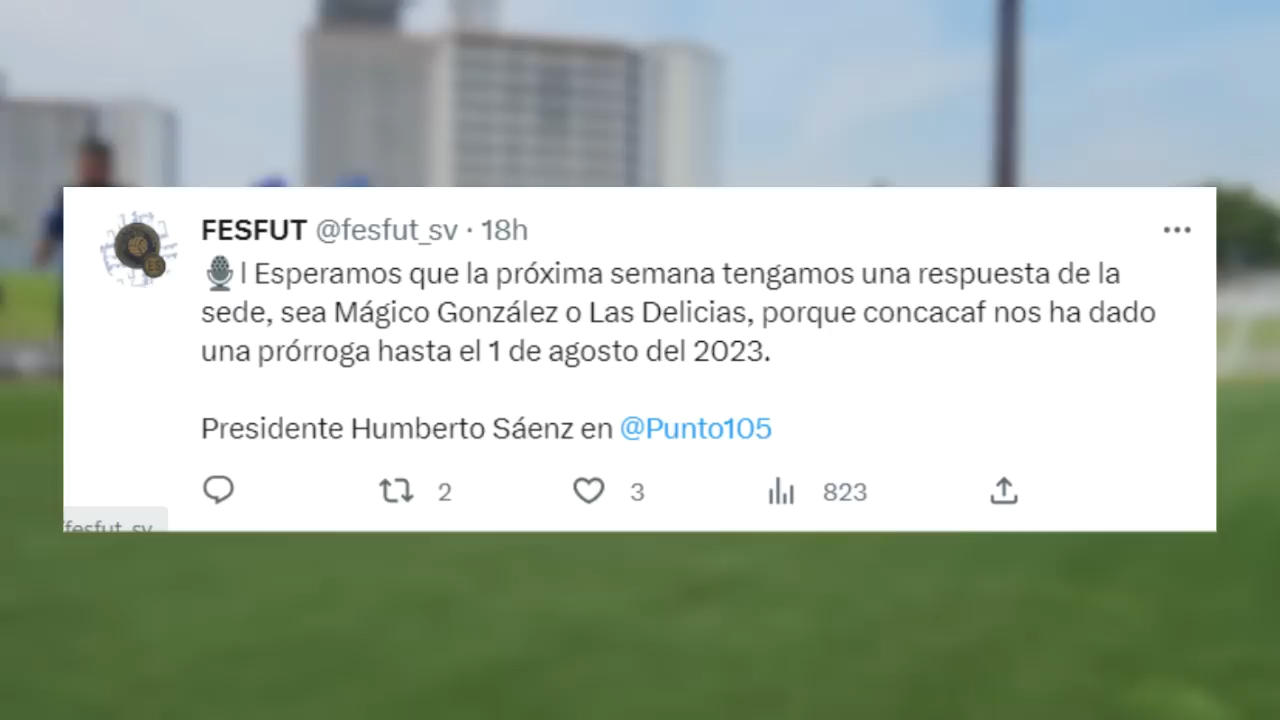 FESFUT @fesfut_sv · 18h
🎙️| Esperamos que la próxima semana tengamos una respuesta de la
sede, sea Mágico González o Las Delicias, porque concacaf nos ha dado
una prórroga hasta el 1 de agosto del 2023.
Presidente Humberto Sáenz en @Punto105
2 3 823
fesfut_sv